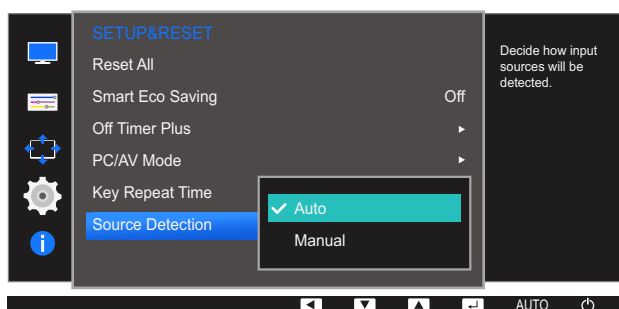 SETUP&RESET
Reset All
Smart Eco Saving Off
Off Timer Plus
PC/AV Mode
Key Repeat Time
Source Detection
Auto
Manual
Decide how input
sources will be
detected.
AUTO